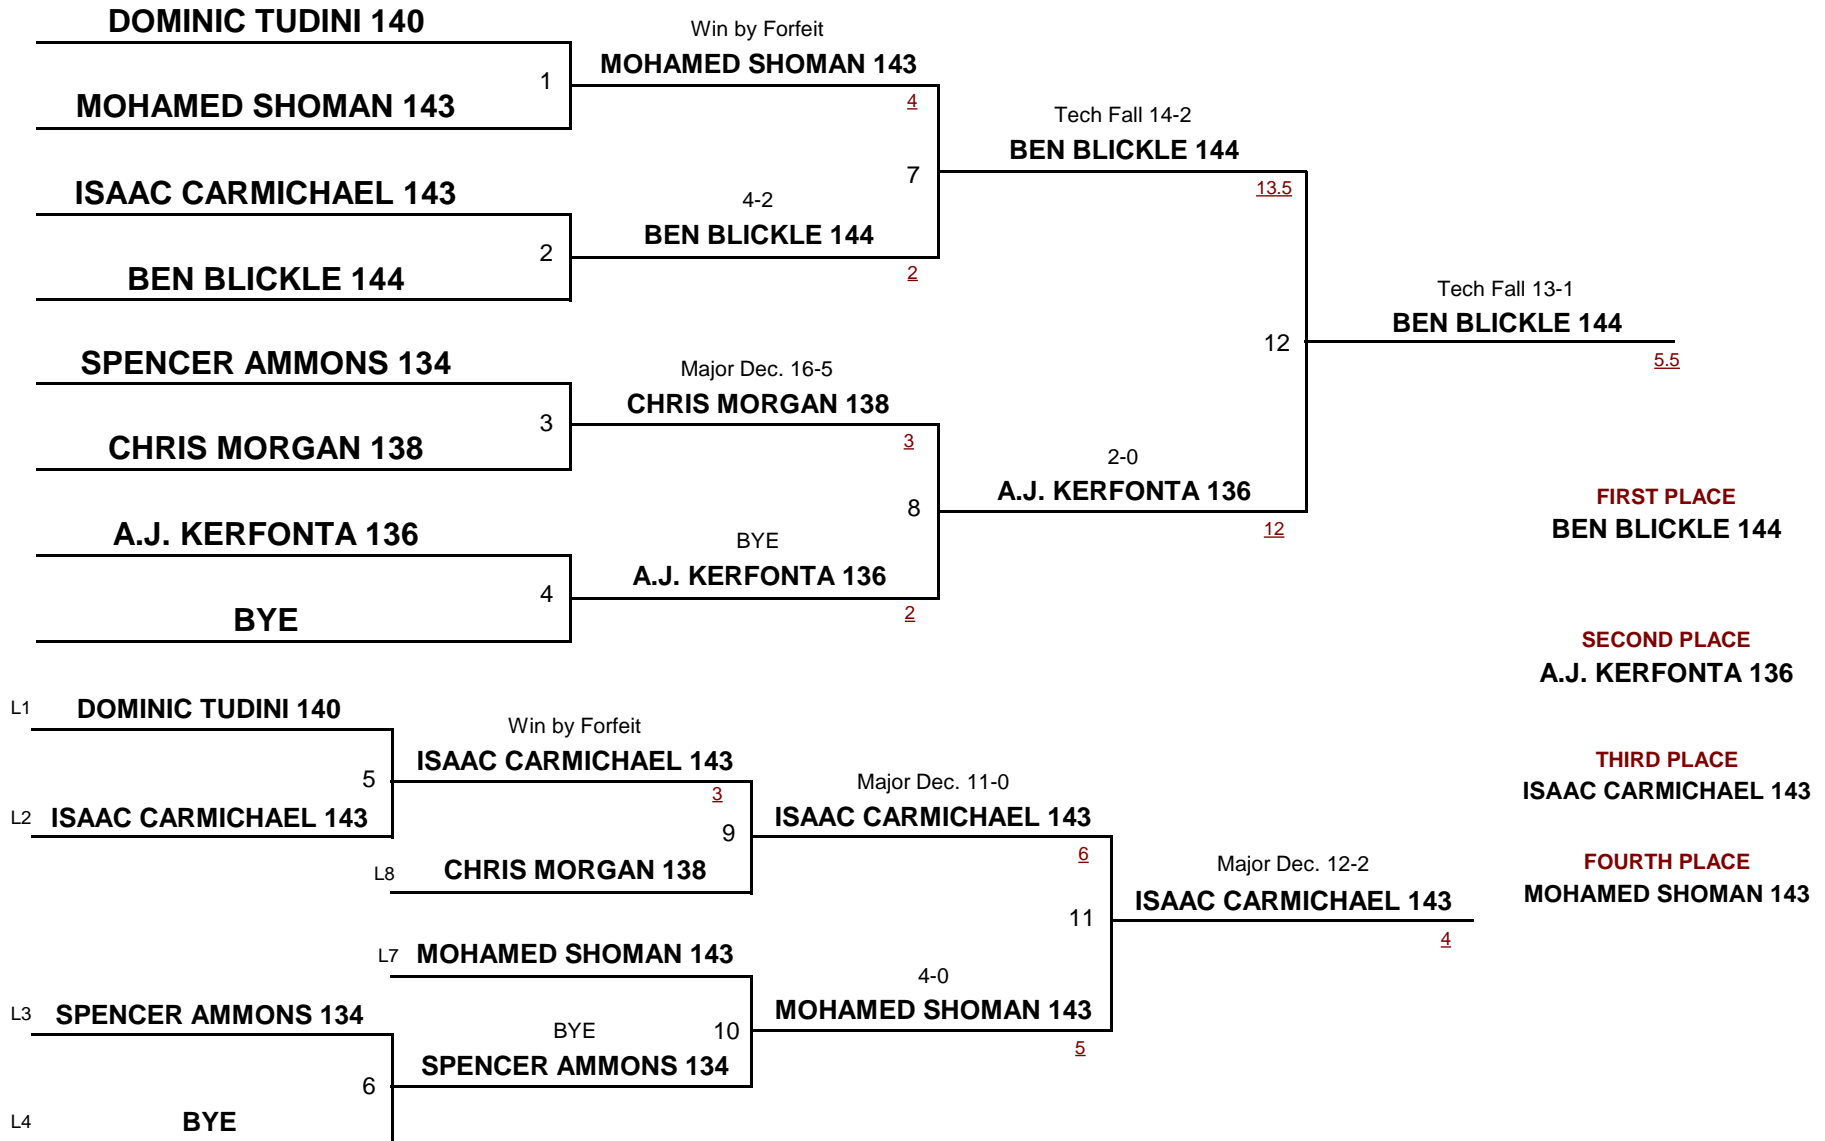 DOMINIC TUDINI 140
1
MOHAMED SHOMAN 143
Win by Forfeit
MOHAMED SHOMAN 143
4
ISAAC CARMICHAEL 143
2
BEN BLICKLE 144
4-2
BEN BLICKLE 144
2
7
Tech Fall 14-2
BEN BLICKLE 144
13.5
SPENCER AMMONS 134
3
CHRIS MORGAN 138
Major Dec. 16-5
CHRIS MORGAN 138
3
A.J. KERFONTA 136
4
BYE
BYE
A.J. KERFONTA 136
2
8
2-0
A.J. KERFONTA 136
12
12
Tech Fall 13-1
BEN BLICKLE 144
5.5
FIRST PLACE
BEN BLICKLE 144
SECOND PLACE
A.J. KERFONTA 136
THIRD PLACE
ISAAC CARMICHAEL 143
FOURTH PLACE
MOHAMED SHOMAN 143
L1 DOMINIC TUDINI 140
5
L2 ISAAC CARMICHAEL 143
Win by Forfeit
ISAAC CARMICHAEL 143
3
9
L8 CHRIS MORGAN 138
Major Dec. 11-0
ISAAC CARMICHAEL 143
6
L7 MOHAMED SHOMAN 143
L3 SPENCER AMMONS 134
6
L4 BYE
BYE
SPENCER AMMONS 134
10
4-0
MOHAMED SHOMAN 143
5
11
Major Dec. 12-2
ISAAC CARMICHAEL 143
4